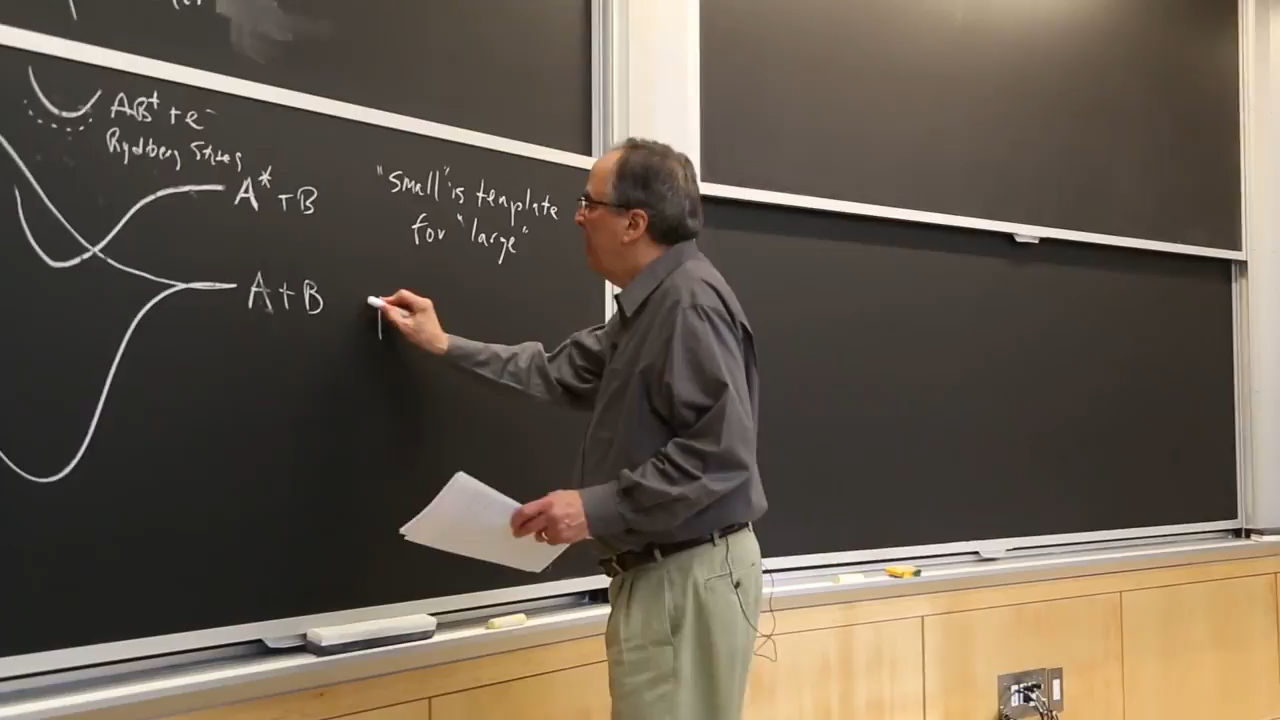 AB⁺ + e⁻
Rydberg States
A* + B
"small" is template
for "large"
A + B